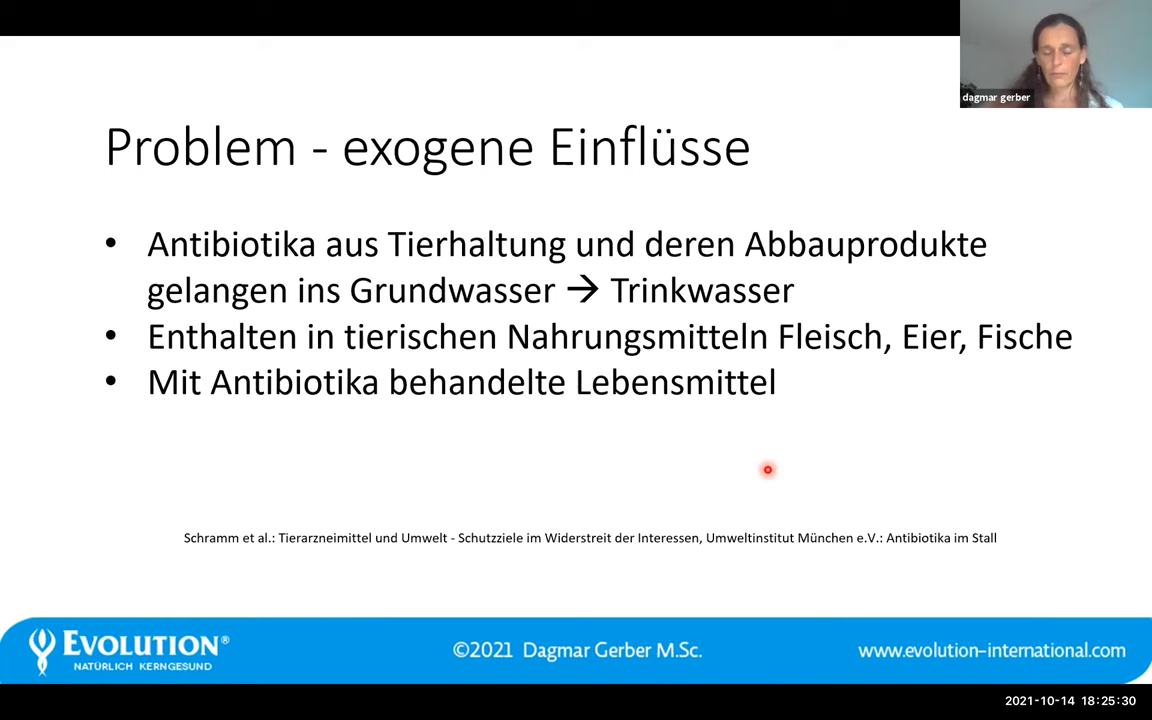 dagmar gerber
Problem - exogene Einflüsse
• Antibiotika aus Tierhaltung und deren Abbauprodukte
gelangen ins Grundwasser → Trinkwasser
• Enthalten in tierischen Nahrungsmitteln Fleisch, Eier, Fische
• Mit Antibiotika behandelte Lebensmittel
Schramm et al.: Tierarzneimittel und Umwelt - Schutzziele im Widerstreit der Interessen, Umweltinstitut München e.V.: Antibiotika im Stall
EVOLUTION®
NATÜRLICH KERNGESUND
©2021 Dagmar Gerber M.Sc.
www.evolution-international.com
2021-10-14 18:25:30